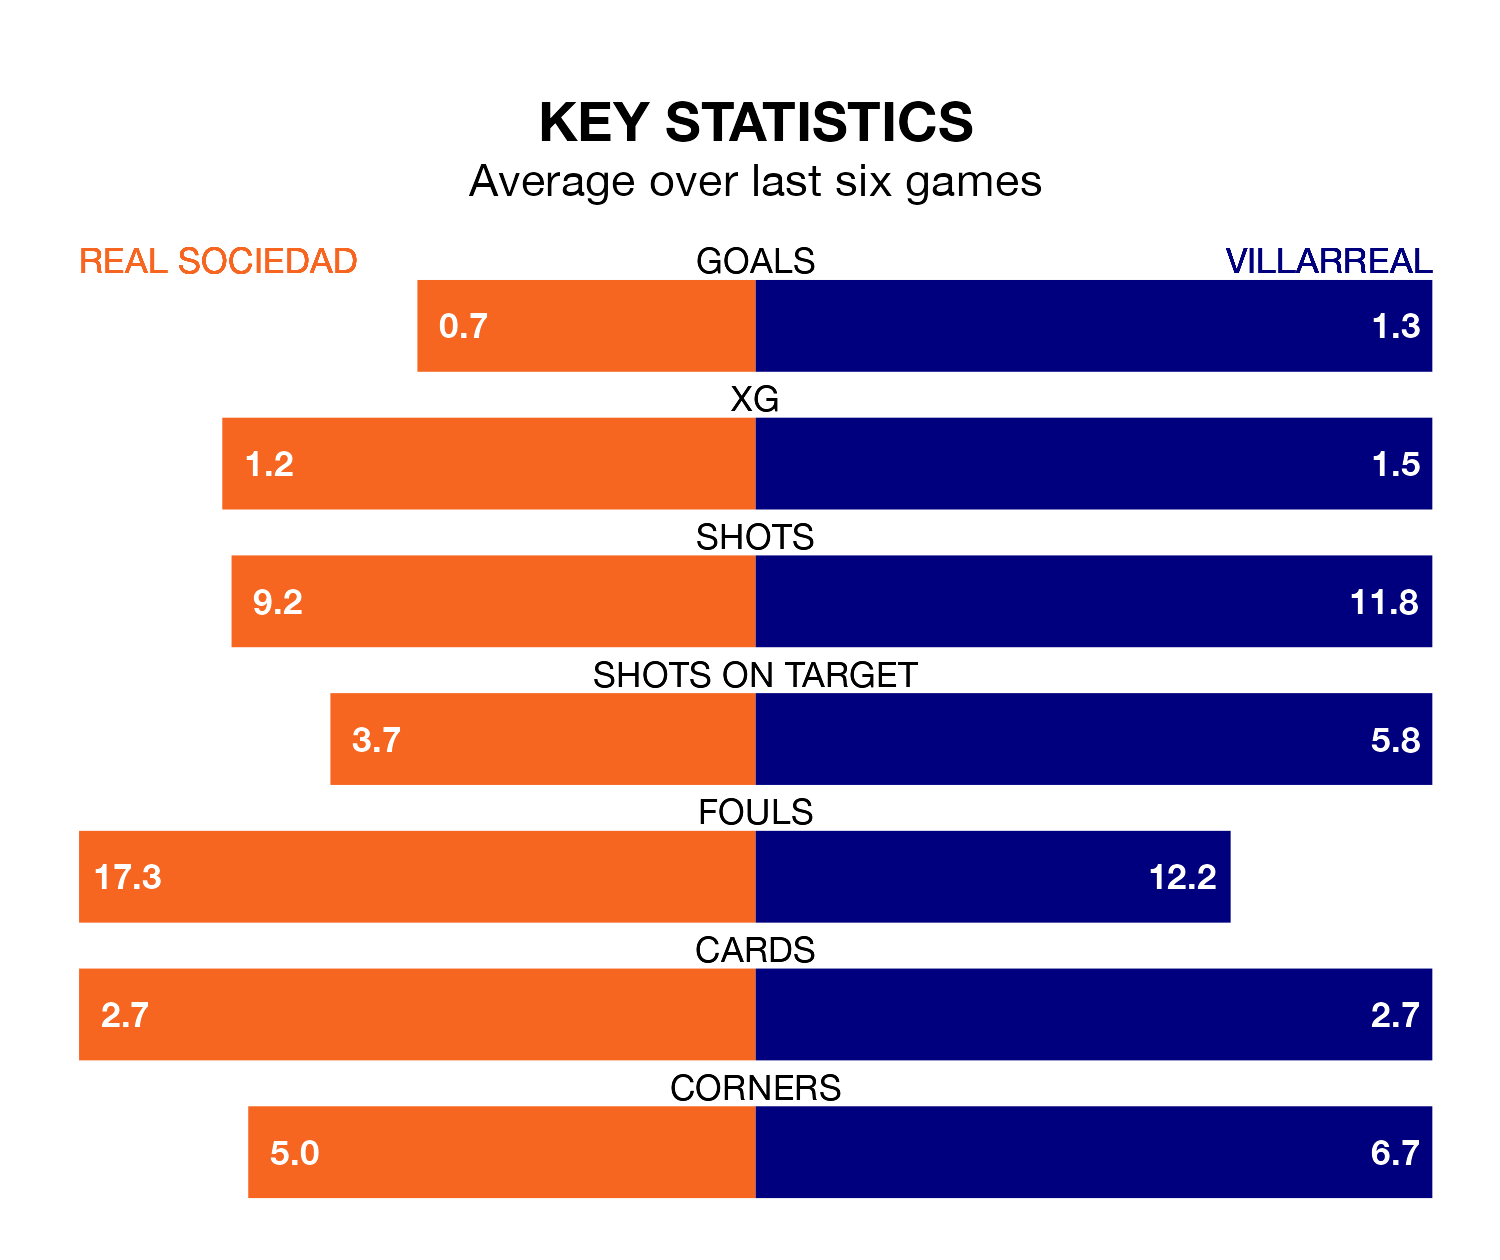 KEY STATISTICS
Average over last six games
REAL SOCIEDAD GOALS VILLARREAL
0.7 1.3
XG
1.2 1.5
SHOTS
9.2 11.8
SHOTS ON TARGET
3.7 5.8
FOULS
17.3 12.2
CARDS
2.7 2.7
CORNERS
5.0 6.7